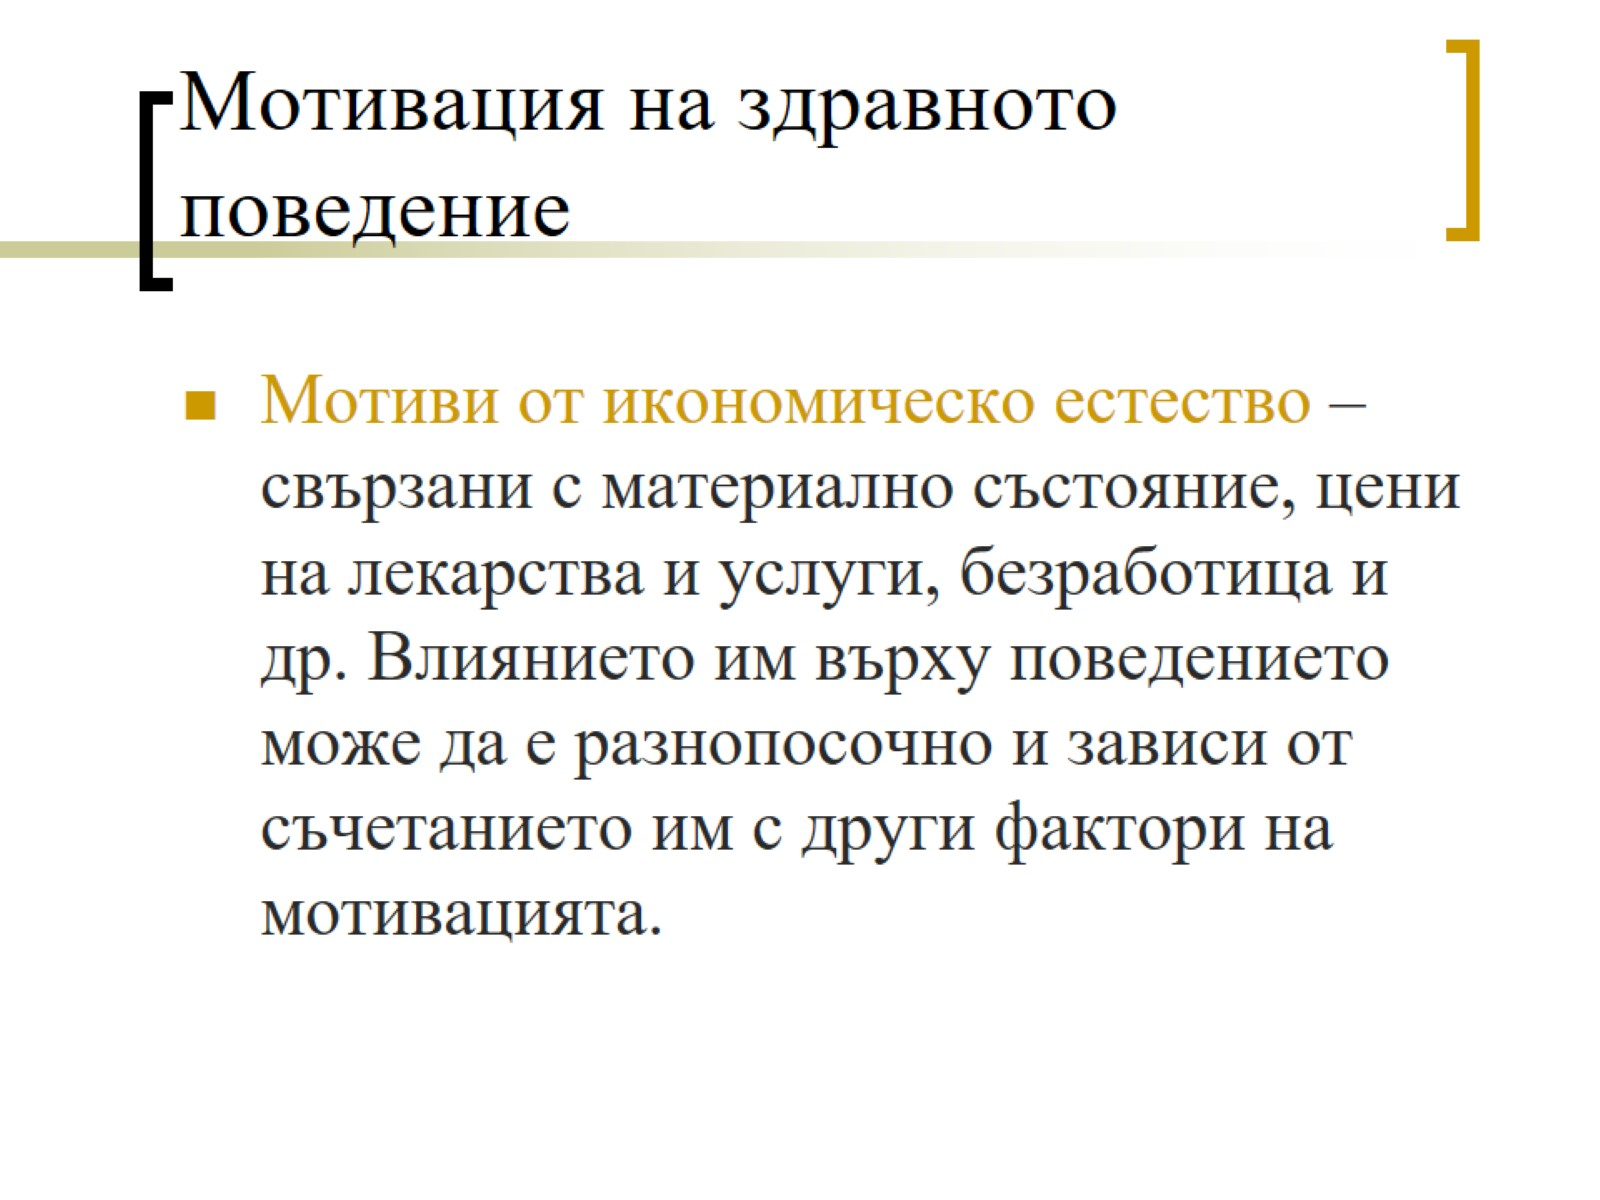 Мотивация на здравното
поведение
Мотиви от икономическо естество –
свързани с материално състояние, цени
на лекарства и услуги, безработица и
др. Влиянието им върху поведението
може да е разнопосочно и зависи от
съчетанието им с други фактори на
мотивацията.